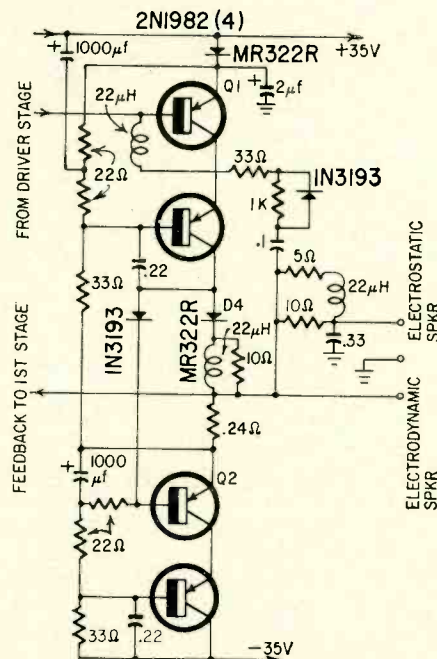 2N1982 (4)
1000μf
+
MR322R
+35V
+
2μf
Q1
22μH
FROM DRIVER STAGE
22Ω
33Ω
1N3193
1K
.1
5Ω
22μH
10Ω
.33
ELECTROSTATIC
SPKR
33Ω
.22
1N3193
MR322R
D4
22μH
10Ω
FEEDBACK TO 1ST STAGE
.24Ω
ELECTRODYNAMIC
SPKR
+
1000
μf
Q2
22Ω
33Ω
.22
-35V